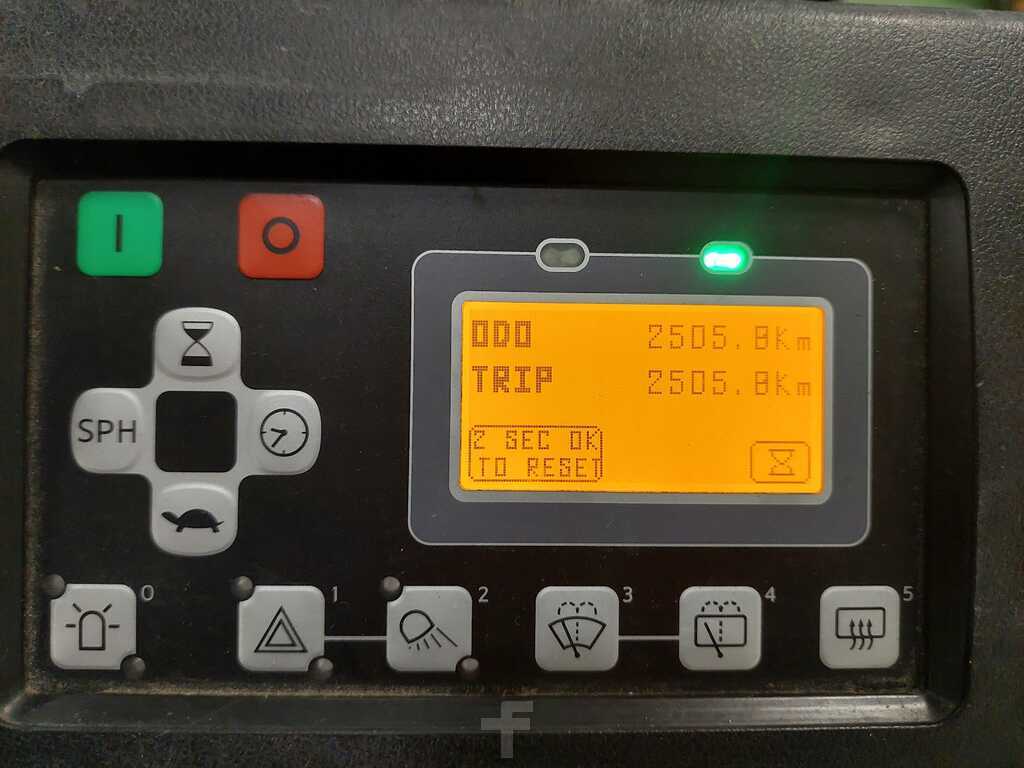 I
O
SPH
ODO 2505.8Km
TRIP 2505.8Km
2 SEC OK
TO RESET
0
1
2
3
4
5